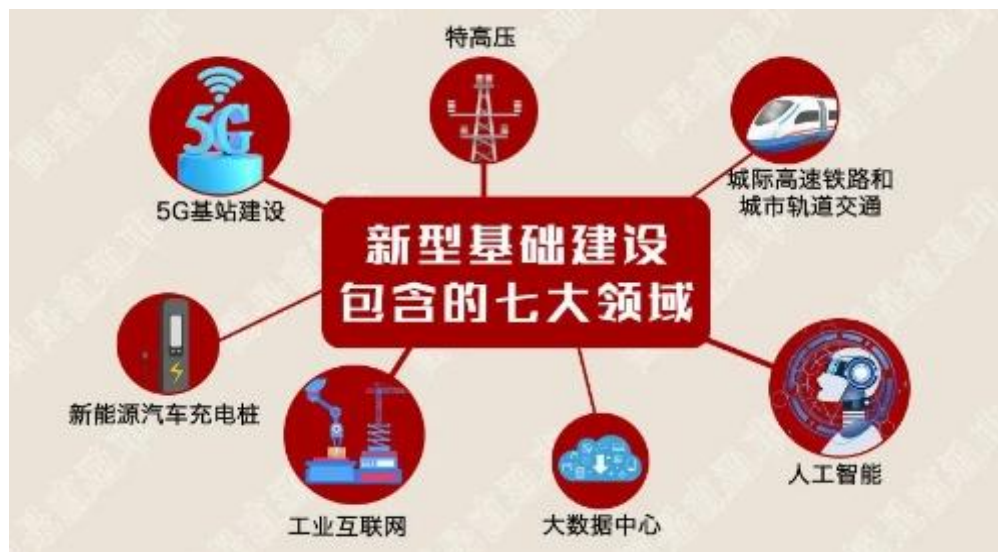 特高压
5G
5G基站建设
城际高速铁路和
城市轨道交通
新型基础建设
包含的七大领域
新能源汽车充电桩
工业互联网
大数据中心
人工智能